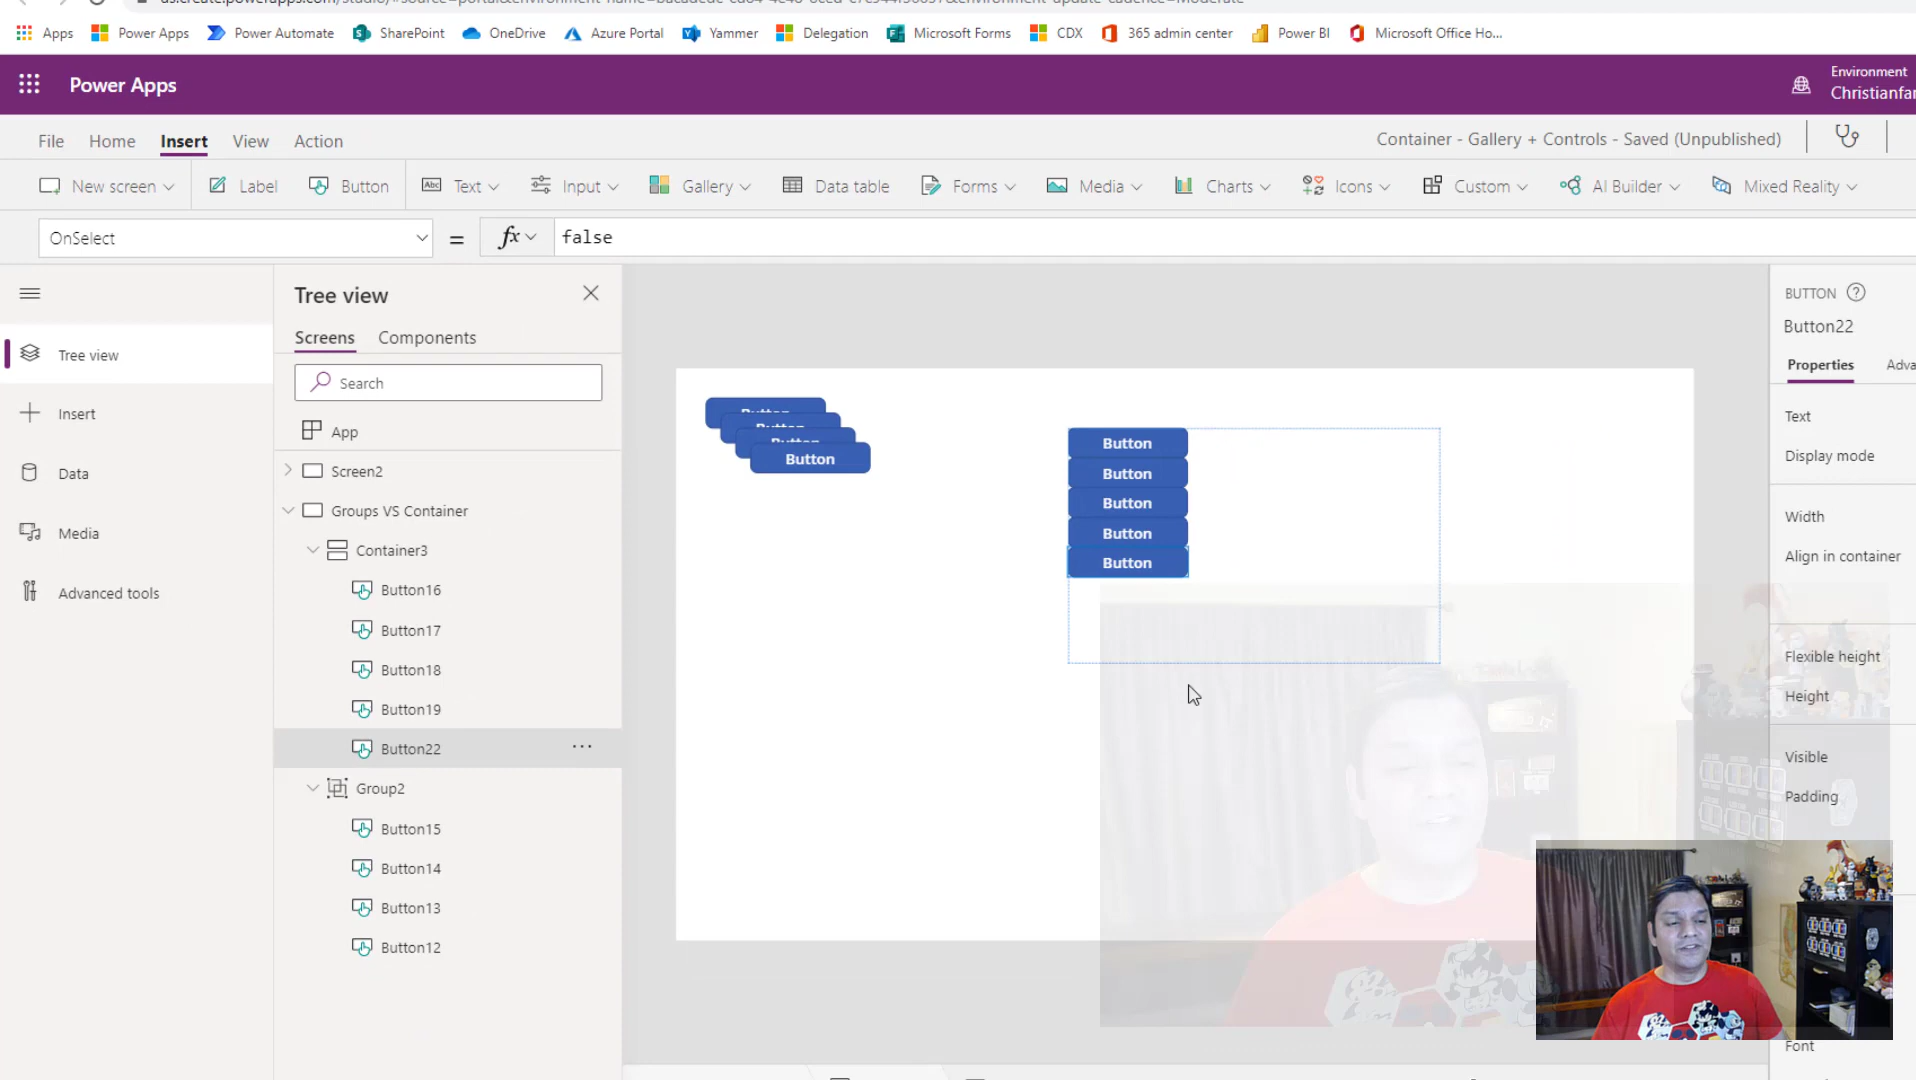 Apps
Power Apps
Power Automate
SharePoint
OneDrive
Azure Portal
Yammer
Delegation
Microsoft Forms
CDX
365 admin center
Power BI
Microsoft Office Ho...
Power Apps
Environment
Christianfar
File
Home
Insert
View
Action
Container - Gallery + Controls - Saved (Unpublished)
New screen
Label
Button
Text
Input
Gallery
Data table
Forms
Media
Charts
Icons
Custom
AI Builder
Mixed Reality
OnSelect
=
fx
false
Tree view
Screens
Components
Search
App
Screen2
Groups VS Container
Container3
Button16
Button17
Button18
Button19
Button22
Group2
Button15
Button14
Button13
Button12
Tree view
Insert
Data
Media
Advanced tools
Button
Button
Button
Button
Button
Button
Button
Button
Button
BUTTON
Button22
Properties
Adva
Text
Display mode
Width
Align in container
Flexible height
Height
Visible
Padding
Font